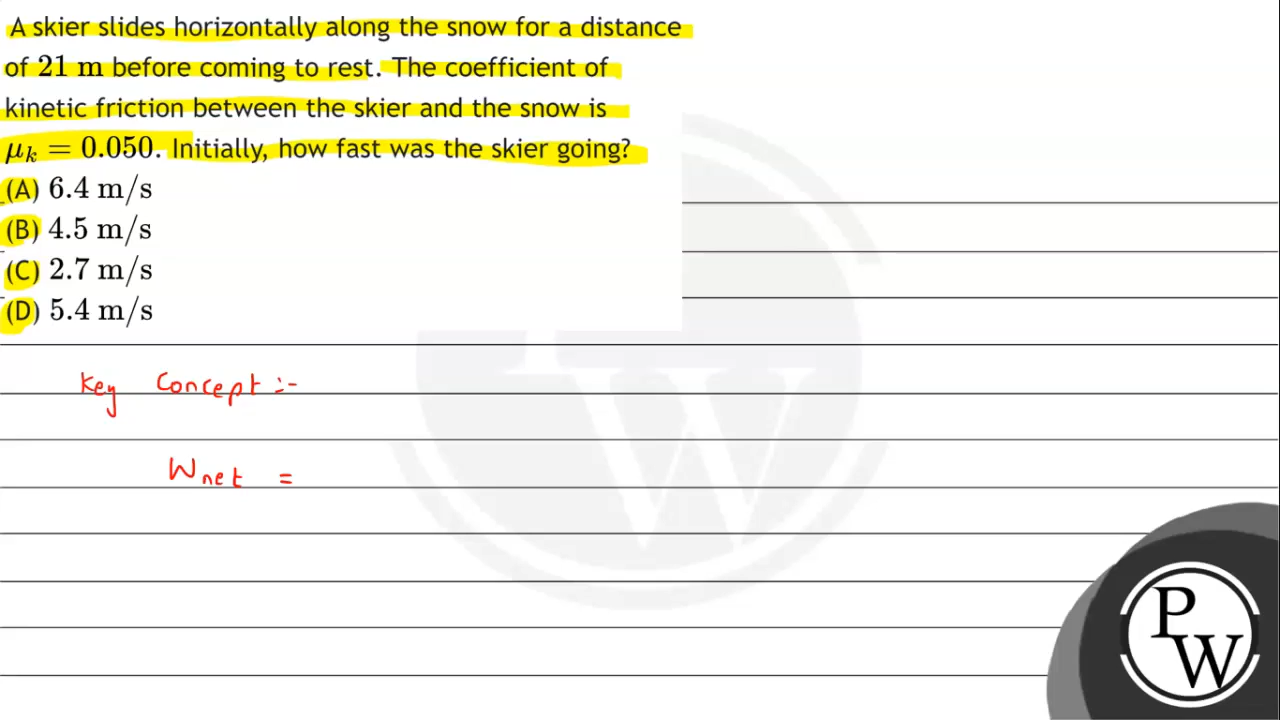 A skier slides horizontally along the snow for a distance
of 21 m before coming to rest. The coefficient of
kinetic friction between the skier and the snow is
μₖ = 0.050. Initially, how fast was the skier going?
(A) 6.4 m/s
(B) 4.5 m/s
(C) 2.7 m/s
(D) 5.4 m/s
Key Concept :-
Wnet =
P
W